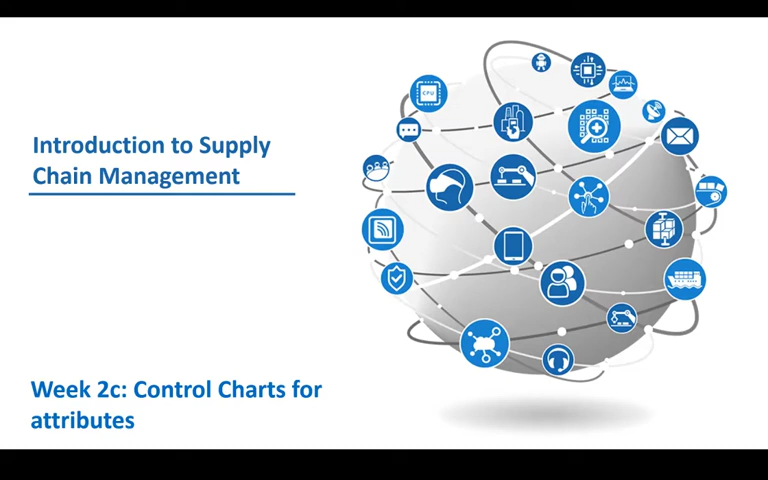 Introduction to Supply
Chain Management
CPU
Week 2c: Control Charts for
attributes